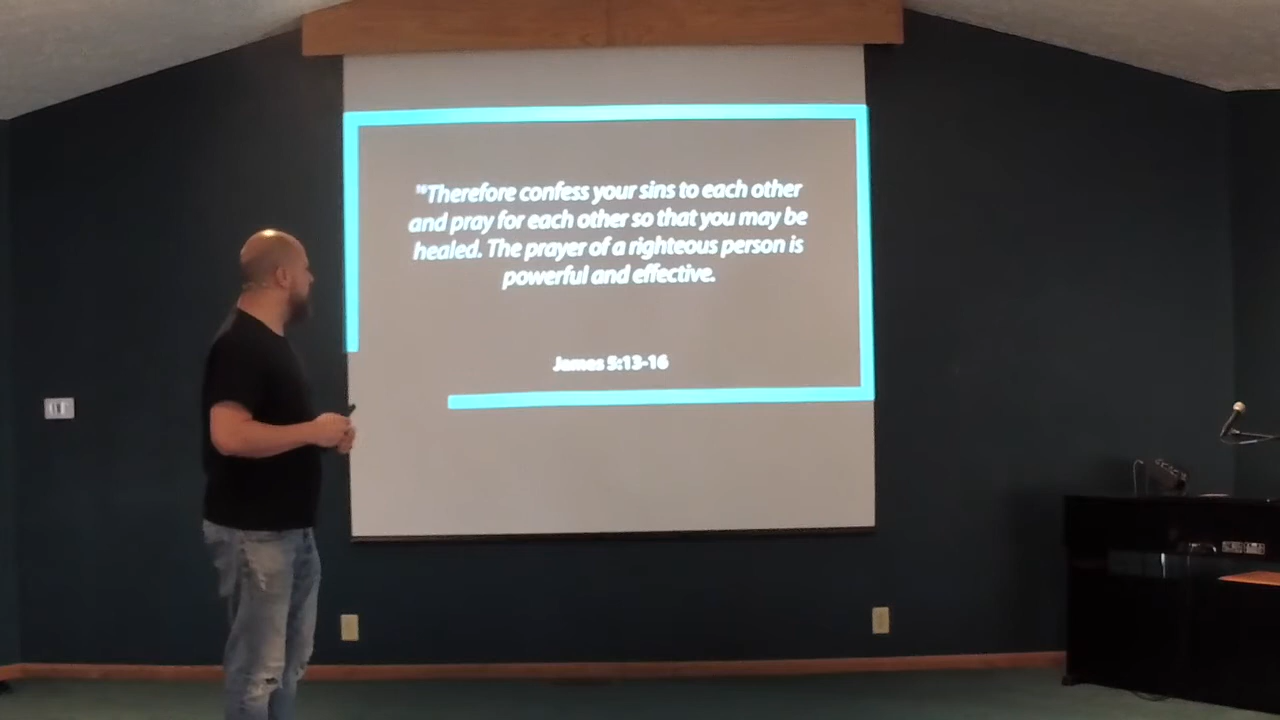 ¹⁶Therefore confess your sins to each other
and pray for each other so that you may be
healed. The prayer of a righteous person is
powerful and effective.
James 5:13-16